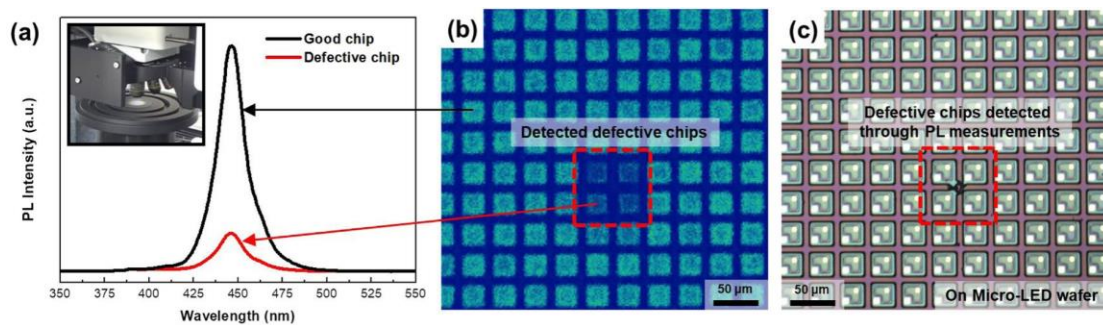 (a)
Good chip
Defective chip
PL Intensity (a.u.)
350 375 400 425 450 475 500 525 550
Wavelength (nm)
(b)
Detected defective chips
50 µm
(c)
Defective chips detected
through PL measurements
50 µm
On Micro-LED wafer